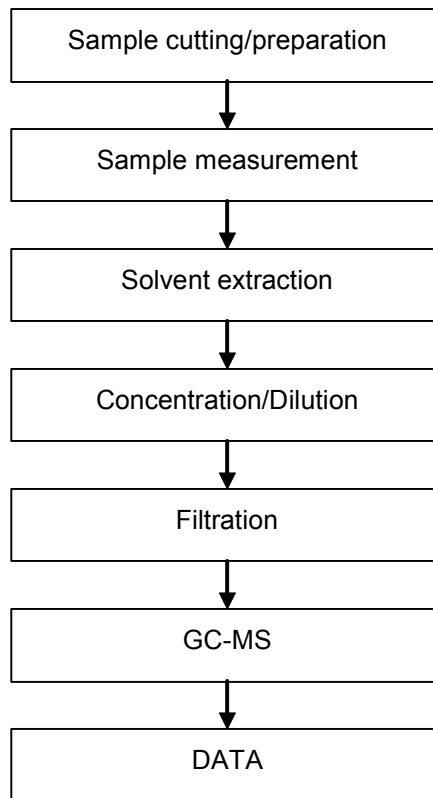 Sample cutting/preparation
Sample measurement
Solvent extraction
Concentration/Dilution
Filtration
GC-MS
DATA